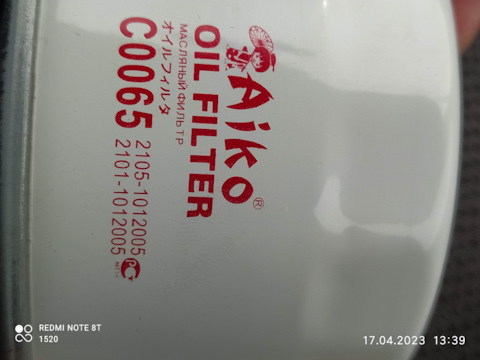 Aiko®
OIL FILTER
МАСЛЯНЫЙ ФИЛЬТР
オイルフィルタ
C0065 2105-1012005
2101-1012005
REDMI NOTE 8T
1520
17.04.2023 13:39